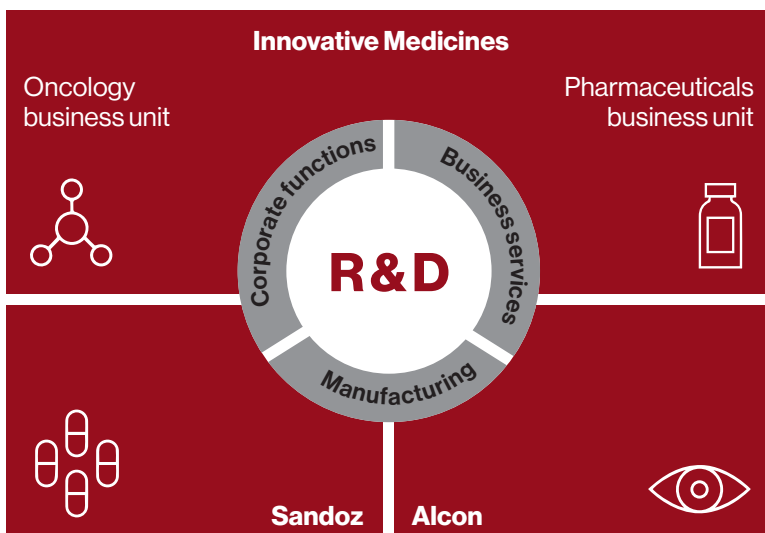 Innovative Medicines
Oncology
business unit
Pharmaceuticals
business unit
Corporate functions
Business services
R&D
Manufacturing
Sandoz
Alcon